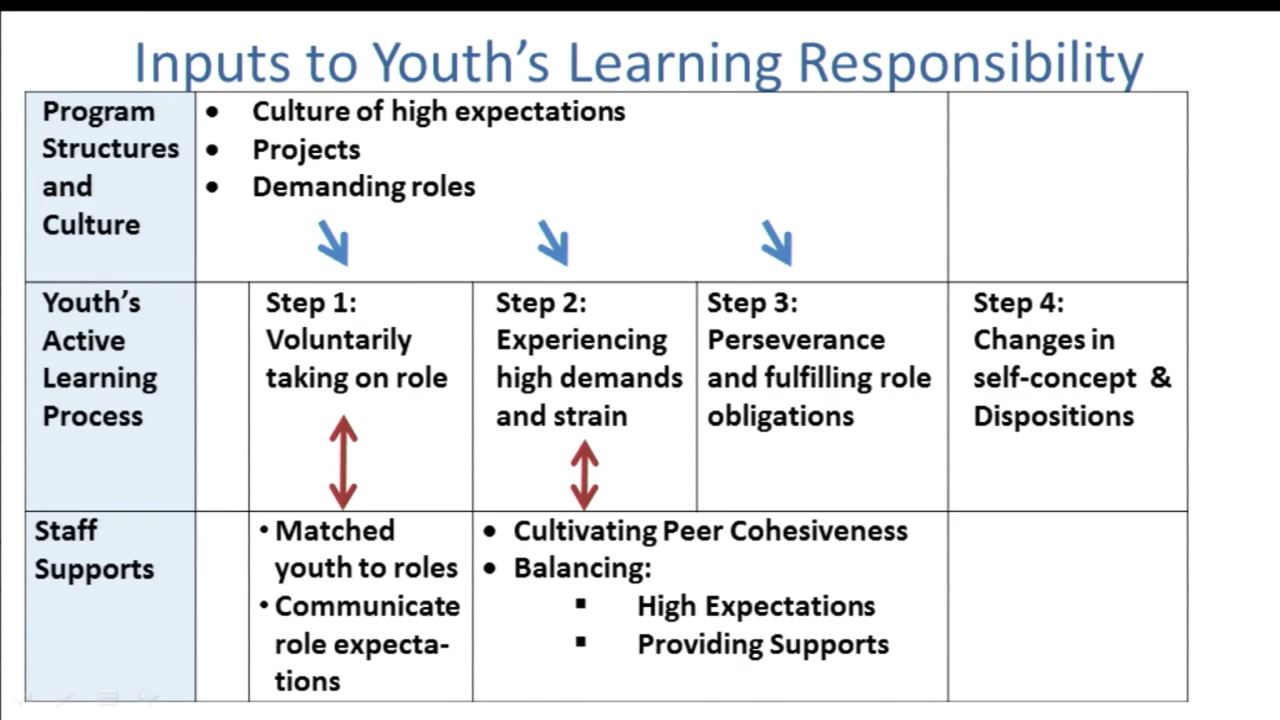 Inputs to Youth's Learning Responsibility
Program
Structures
and
Culture
• Culture of high expectations
• Projects
• Demanding roles
Youth's
Active
Learning
Process
Step 1:
Voluntarily
taking on role
Step 2:
Experiencing
high demands
and strain
Step 3:
Perseverance
and fulfilling role
obligations
Step 4:
Changes in
self-concept &
Dispositions
Staff
Supports
• Matched
youth to roles
• Communicate
role expecta-
tions
• Cultivating Peer Cohesiveness
• Balancing:
▪ High Expectations
▪ Providing Supports